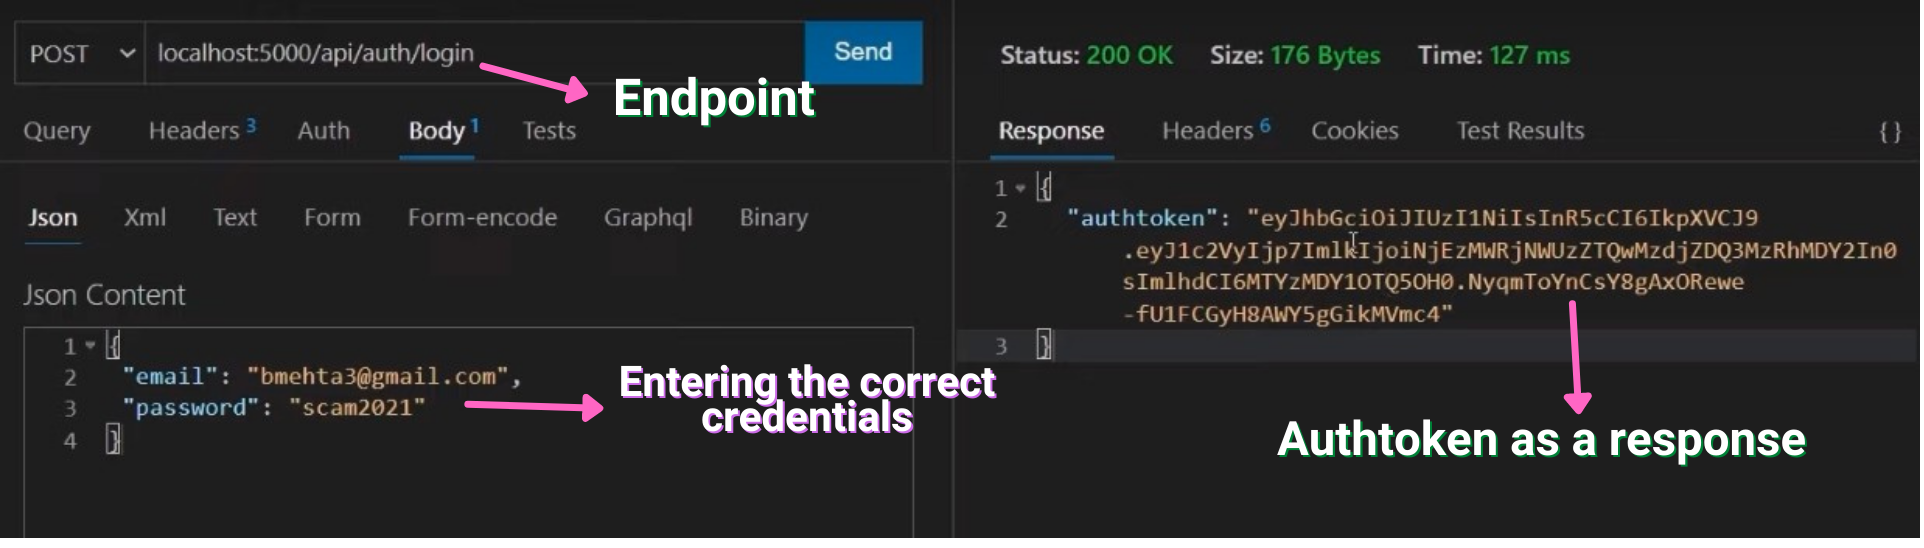 POST localhost:5000/api/auth/login Send
Endpoint
Query Headers 3 Auth Body 1 Tests
Json Xml Text Form Form-encode Graphql Binary
Json Content
1 {
2 "email": "bmehta3@gmail.com",
3 "password": "scam2021"
4 }
Entering the correct
credentials
Status: 200 OK Size: 176 Bytes Time: 127 ms
Response Headers 6 Cookies Test Results { }
1 {
2 "authtoken": "eyJhbGciOiJIUzI1NiIsInR5cCI6IkpXVCJ9
.eyJ1c2VyIjp7ImlkIjoiNjEzMWRjNWUzZTQwMzdjZDQ3MzRhMDY2In0
sImlhdCI6MTYzMDY1OTQ5OH0.NyqmToYnCsY8gAxORewe
-fU1FCGyH8AWY5gGikMVmc4"
3 }
Authtoken as a response